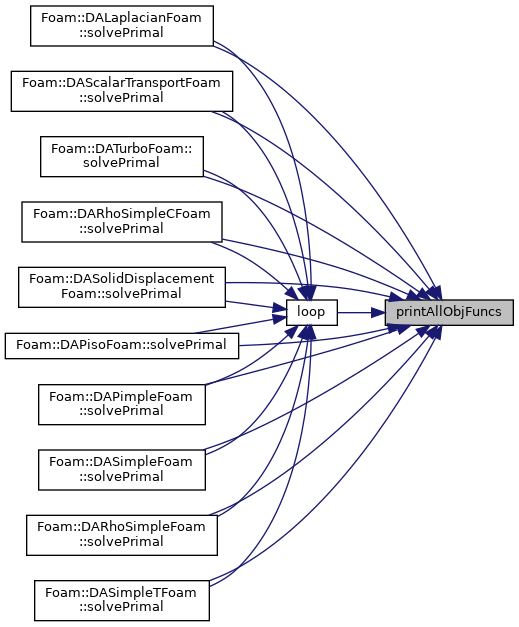 Foam::DALaplacianFoam
::solvePrimal
Foam::DAScalarTransportFoam
::solvePrimal
Foam::DATurboFoam::
solvePrimal
Foam::DARhoSimpleCFoam
::solvePrimal
Foam::DASolidDisplacement
Foam::solvePrimal
loop
printAllObjFuncs
Foam::DAPisoFoam::solvePrimal
Foam::DAPimpleFoam
::solvePrimal
Foam::DASimpleFoam
::solvePrimal
Foam::DARhoSimpleFoam
::solvePrimal
Foam::DASimpleTFoam
::solvePrimal